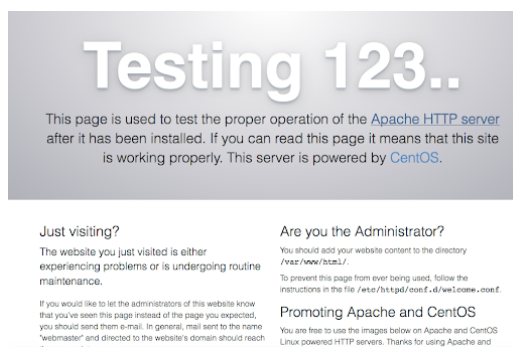 Testing 123..
This page is used to test the proper operation of the Apache HTTP server
after it has been installed. If you can read this page it means that this site
is working properly. This server is powered by CentOS.
Just visiting?
The website you just visited is either
experiencing problems or is undergoing routine
maintenance.
If you would like to let the administrators of this website know
that you've seen this page instead of the page you expected,
you should send them e-mail. In general, mail sent to the name
"webmaster" and directed to the website's domain should reach
Are you the Administrator?
You should add your website content to the directory
/var/www/html/.
To prevent this page from ever being used, follow the
instructions in the file /etc/httpd/conf.d/welcome.conf.
Promoting Apache and CentOS
You are free to use the images below on Apache and CentOS
Linux powered HTTP servers. Thanks for using Apache and